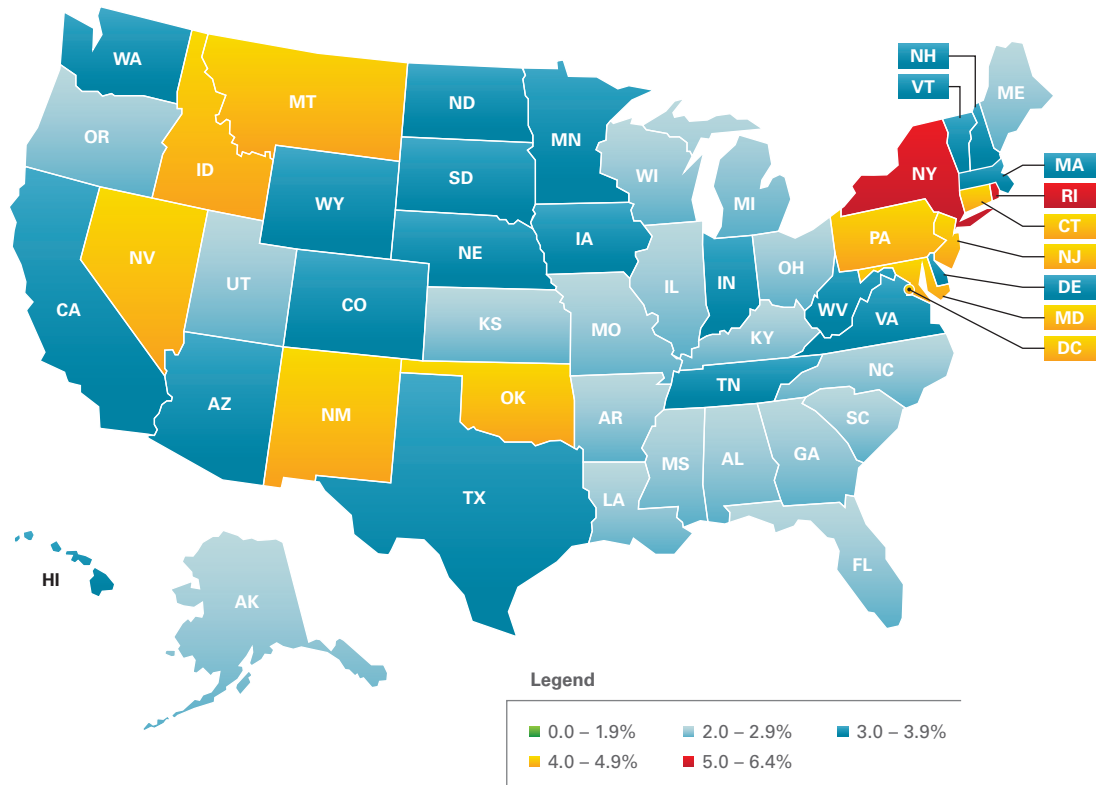 NH
WA
VT
ME
MT
ND
OR
MN
MA
ID
WI
NY
SD
RI
MI
WY
CT
PA
IA
NE
NJ
NV
OH
UT
IN
IL
DE
CO
CA
WV
VA
MD
KS
MO
KY
DC
NC
TN
AZ
OK
NM
AR
SC
GA
MS
AL
TX
LA
FL
HI
AK
Legend
0.0 – 1.9%
2.0 – 2.9%
3.0 – 3.9%
4.0 – 4.9%
5.0 – 6.4%